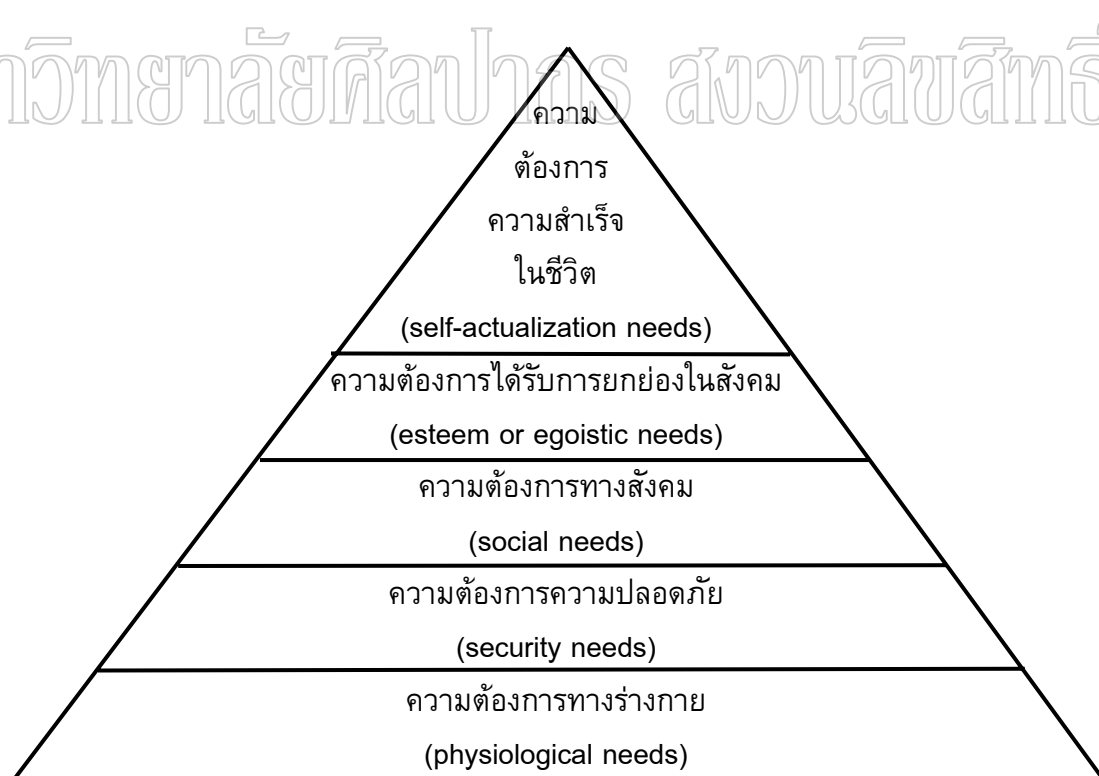 าวิทยาลัยศิลปากร สงวนลิขสิทธิ์
ความ
ต้องการ
ความสำเร็จ
ในชีวิต
(self-actualization needs)
ความต้องการได้รับการยกย่องในสังคม
(esteem or egoistic needs)
ความต้องการทางสังคม
(social needs)
ความต้องการความปลอดภัย
(security needs)
ความต้องการทางร่างกาย
(physiological needs)